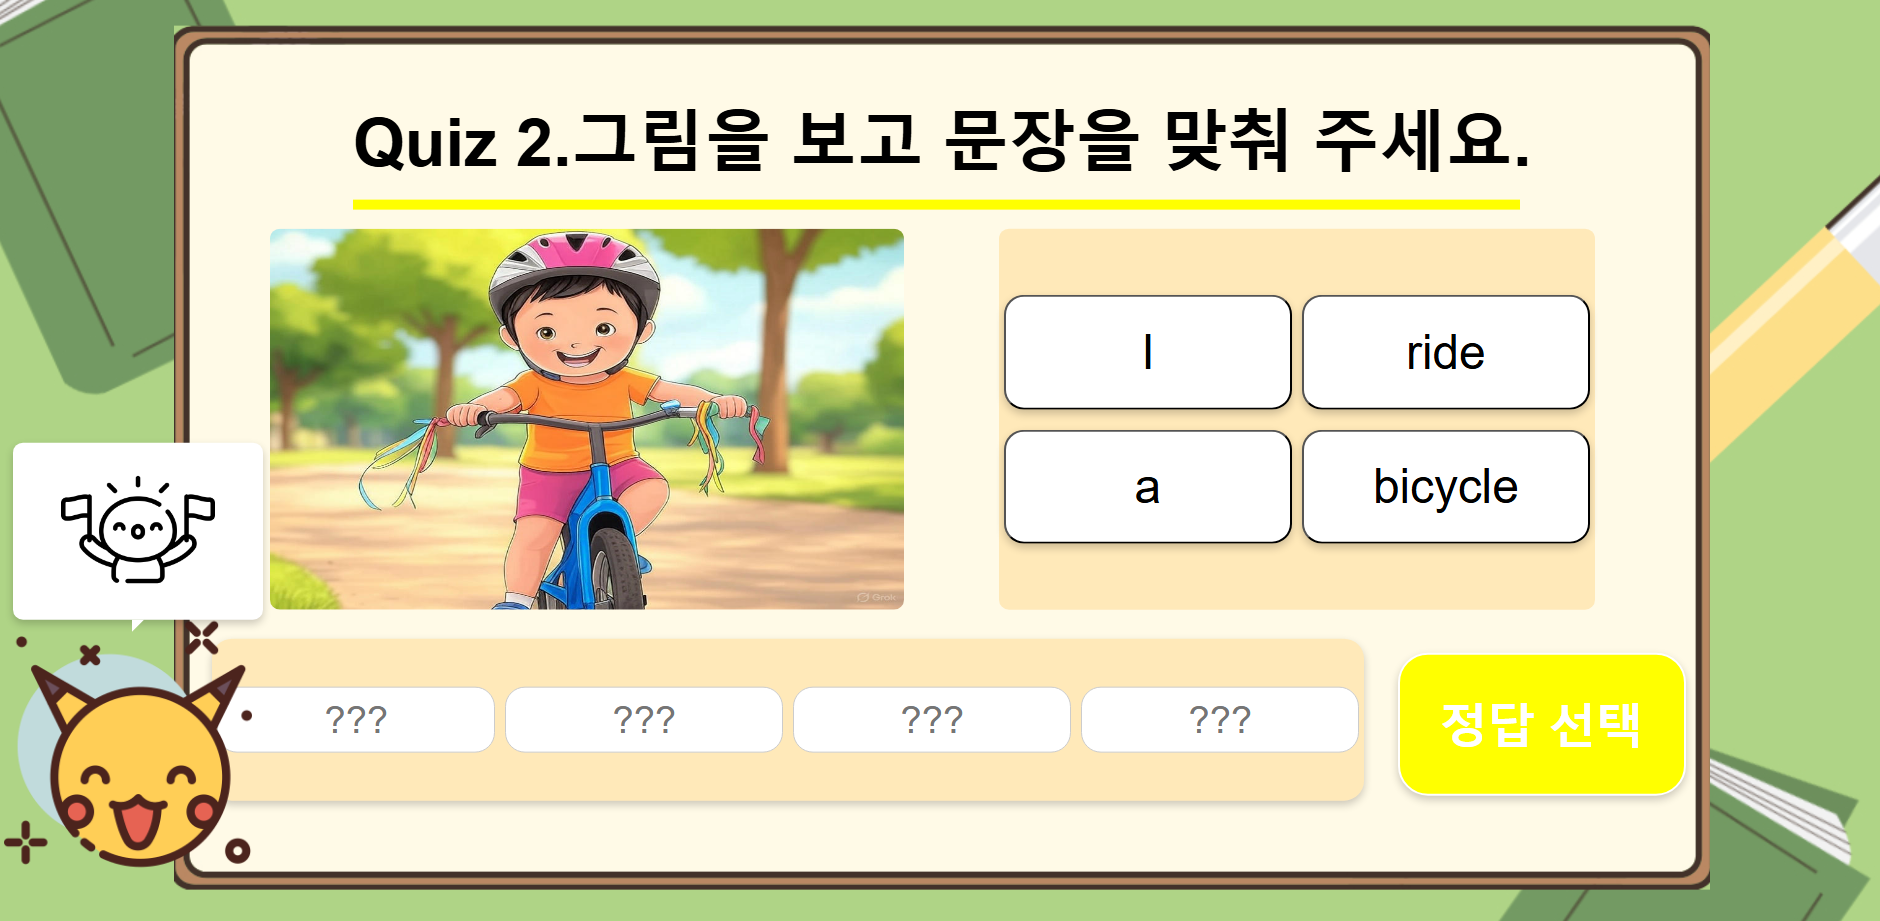 Quiz 2.그림을 보고 문장을 맞춰 주세요.
I
ride
a
bicycle
Grok
??? ??? ??? ???
정답 선택